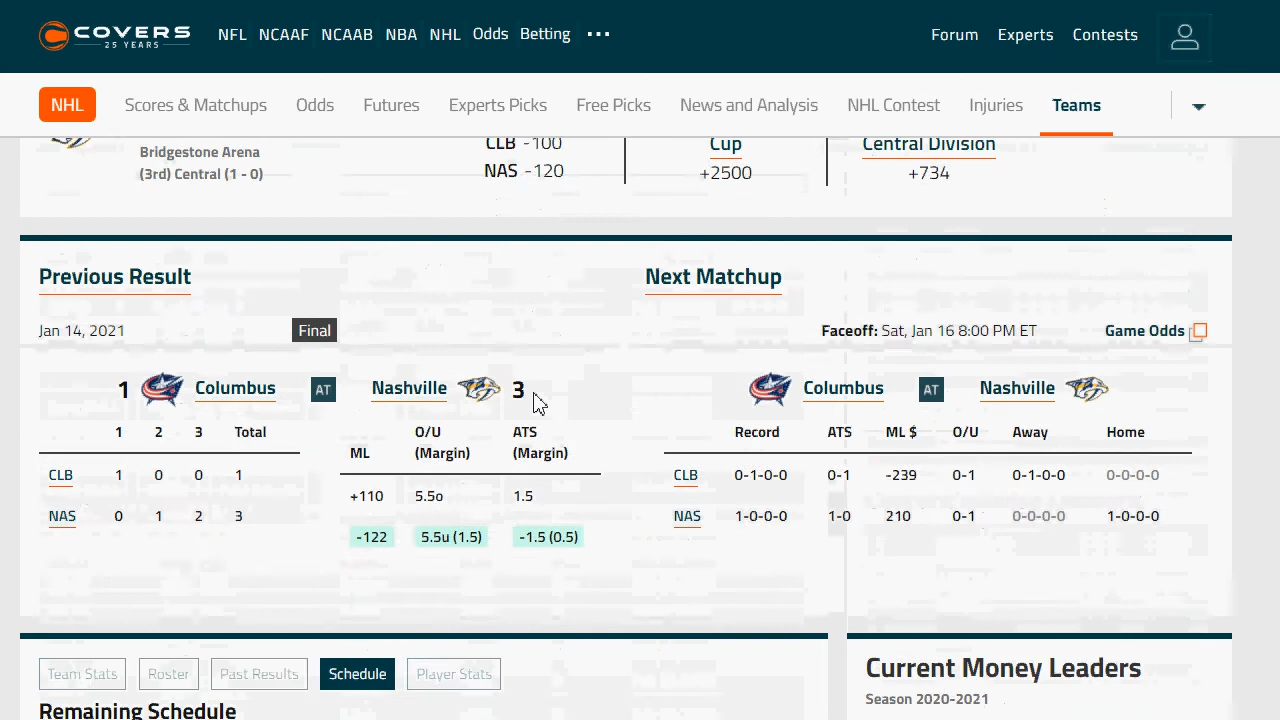 COVERS
25 YEARS
NFL NCAAF NCAAB NBA NHL Odds Betting
Forum Experts Contests
NHL Scores & Matchups Odds Futures Experts Picks Free Picks News and Analysis NHL Contest Injuries Teams
Bridgestone Arena
(3rd) Central (1 - 0)
CLB -100
NAS -120
Cup
+2500
Central Division
+734
Previous Result
Jan 14, 2021 Final
1 Columbus AT Nashville 3
1 2 3 Total
CLB 1 0 0 1
NAS 0 1 2 3
ML O/U (Margin) ATS (Margin)
+110 5.5o 1.5
-122 5.5u (1.5) -1.5 (0.5)
Next Matchup
Faceoff: Sat, Jan 16 8:00 PM ET Game Odds
Columbus AT Nashville
Record ATS ML $ O/U Away Home
CLB 0-1-0-0 0-1 -239 0-1 0-1-0-0 0-0-0-0
NAS 1-0-0-0 1-0 210 0-1 0-0-0-0 1-0-0-0
Team Stats Roster Past Results Schedule Player Stats
Remaining Schedule
Current Money Leaders
Season 2020-2021